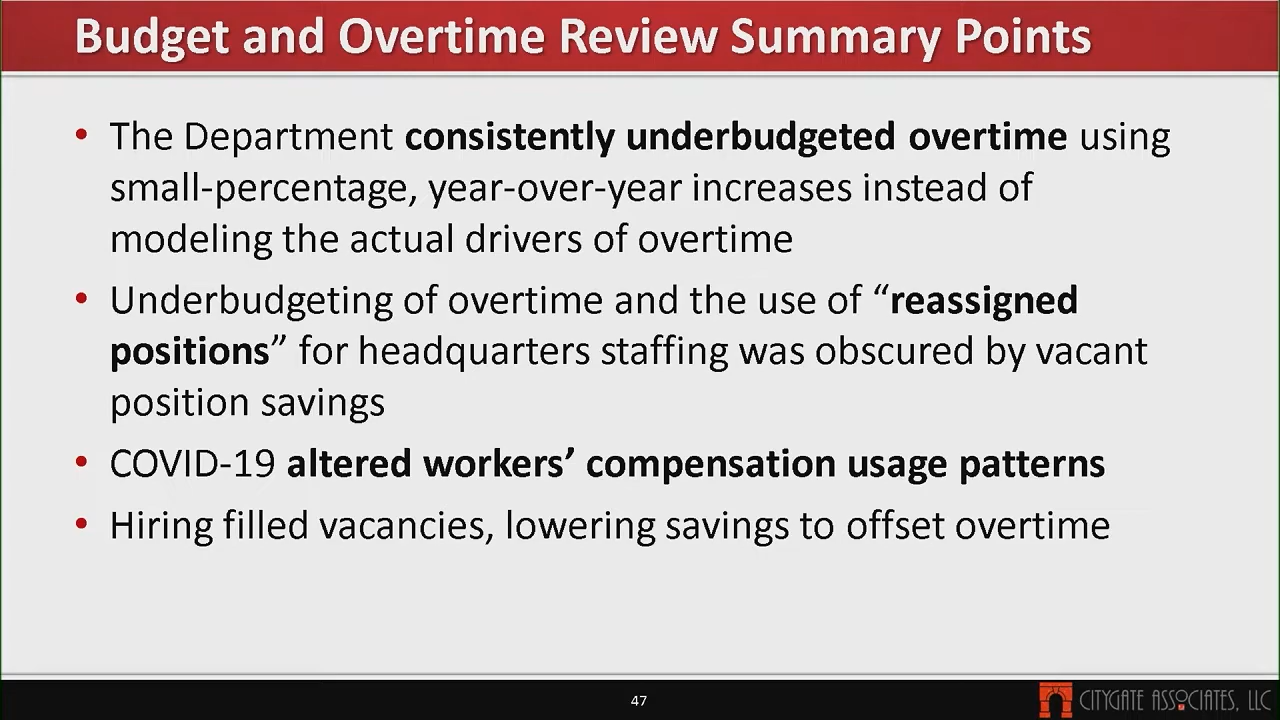 Budget and Overtime Review Summary Points
• The Department consistently underbudgeted overtime using
small-percentage, year-over-year increases instead of
modeling the actual drivers of overtime
• Underbudgeting of overtime and the use of “reassigned
positions” for headquarters staffing was obscured by vacant
position savings
• COVID-19 altered workers’ compensation usage patterns
• Hiring filled vacancies, lowering savings to offset overtime
47
CITYGATE ASSOCIATES, LLC